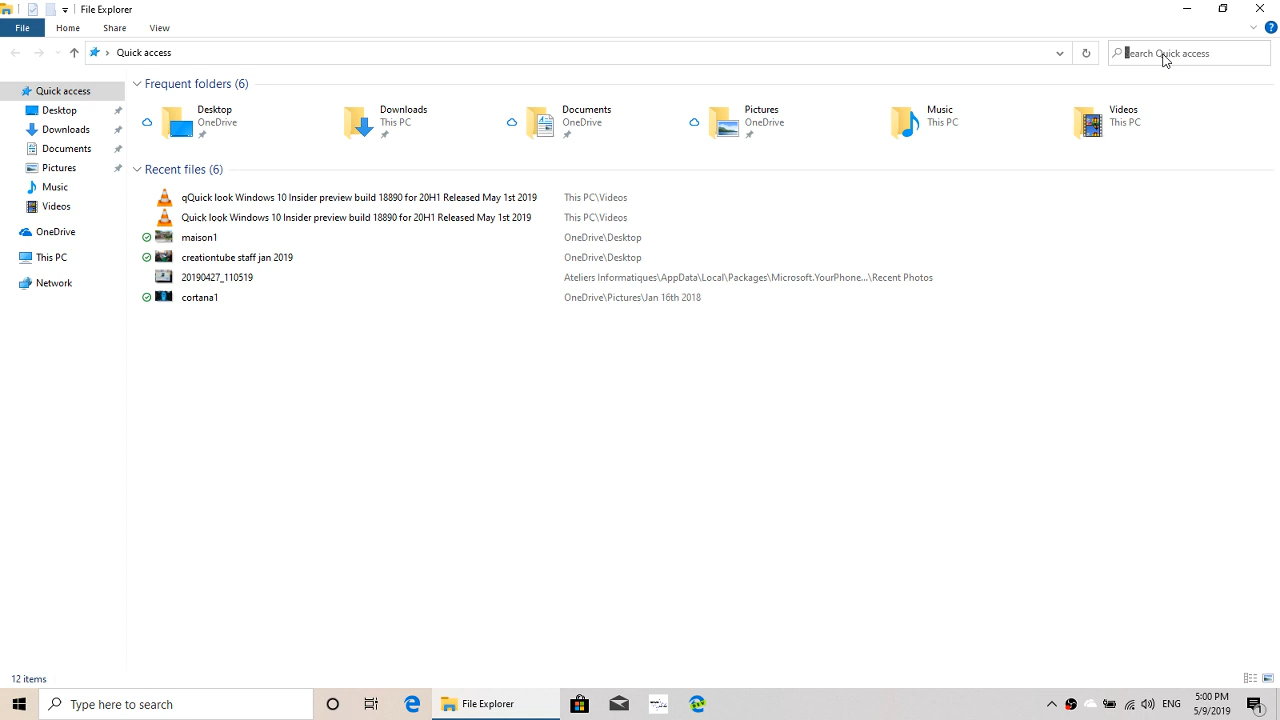 File Explorer
File Home Share View
Quick access
earch Quick access
Quick access
Desktop
Downloads
Documents
Pictures
Music
Videos
OneDrive
This PC
Network
Frequent folders (6)
Desktop
OneDrive
Downloads
This PC
Documents
OneDrive
Pictures
OneDrive
Music
This PC
Videos
This PC
Recent files (6)
qQuick look Windows 10 Insider preview build 18890 for 20H1 Released May 1st 2019 This PC\Videos
Quick look Windows 10 Insider preview build 18890 for 20H1 Released May 1st 2019 This PC\Videos
maison1 OneDrive\Desktop
creationtube staff jan 2019 OneDrive\Desktop
20190427_110519 Ateliers Informatiques\AppData\Local\Packages\Microsoft.YourPhone...\Recent Photos
cortana1 OneDrive\Pictures\Jan 16th 2018
12 items
Type here to search
File Explorer
ENG
5:00 PM
5/9/2019
1